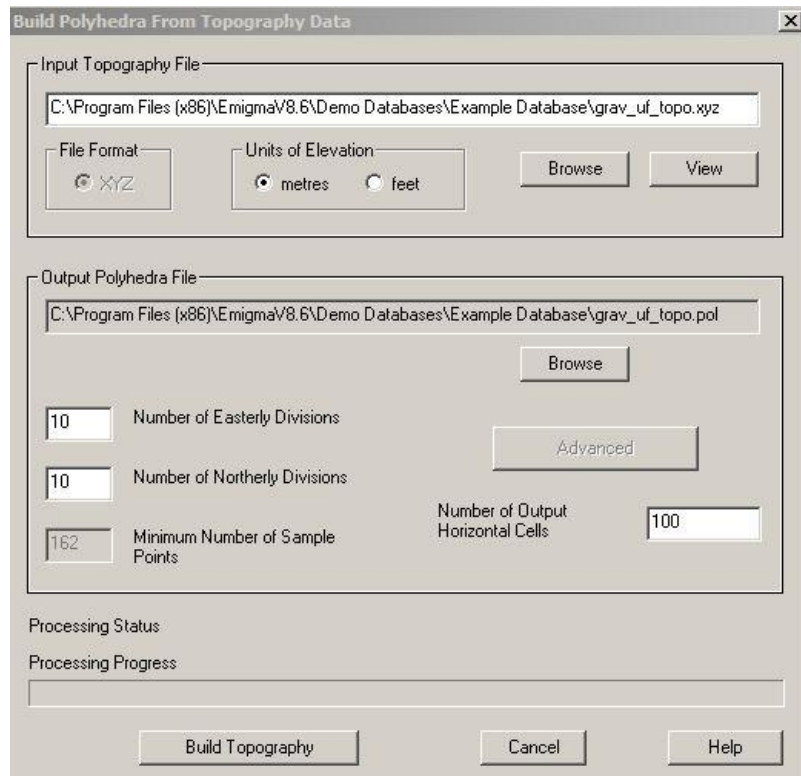 Build Polyhedra From Topography Data
Input Topography File
C:\Program Files (x86)\EmigmaV8.6\Demo Databases\Example Database\grav_uf_topo.xyz
File Format
XYZ
Units of Elevation
metres
feet
Browse
View
Output Polyhedra File
C:\Program Files (x86)\EmigmaV8.6\Demo Databases\Example Database\grav_uf_topo.pol
Browse
10
Number of Easterly Divisions
Advanced
10
Number of Northerly Divisions
162
Minimum Number of Sample
Points
Number of Output
Horizontal Cells
100
Processing Status
Processing Progress
Build Topography
Cancel
Help